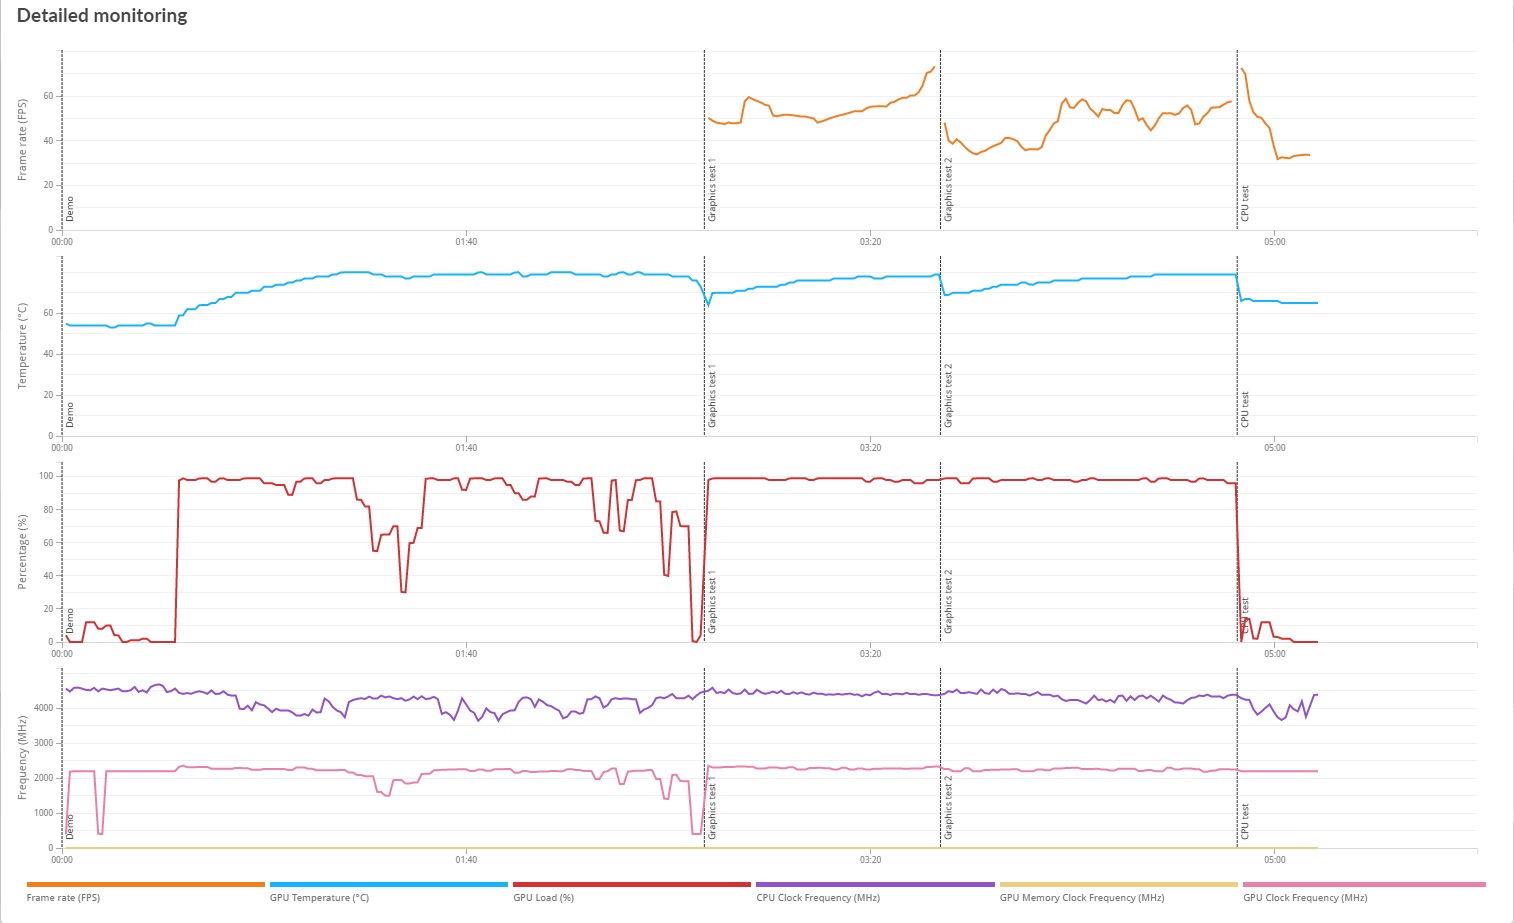 Detailed monitoring
Frame rate (FPS)
60
40
20
0
Demo
Graphics test 1
Graphics test 2
CPU test
00:00
01:40
03:20
05:00
Temperature (°C)
60
40
20
0
Demo
Graphics test 1
Graphics test 2
CPU test
00:00
01:40
03:20
05:00
Percentage (%)
100
80
60
40
20
0
Demo
Graphics test 1
Graphics test 2
CPU test
00:00
01:40
03:20
05:00
Frequency (MHz)
4000
3000
2000
1000
0
Demo
Graphics test 1
Graphics test 2
CPU test
00:00
01:40
03:20
05:00
Frame rate (FPS)
GPU Temperature (°C)
GPU Load (%)
CPU Clock Frequency (MHz)
GPU Memory Clock Frequency (MHz)
GPU Clock Frequency (MHz)